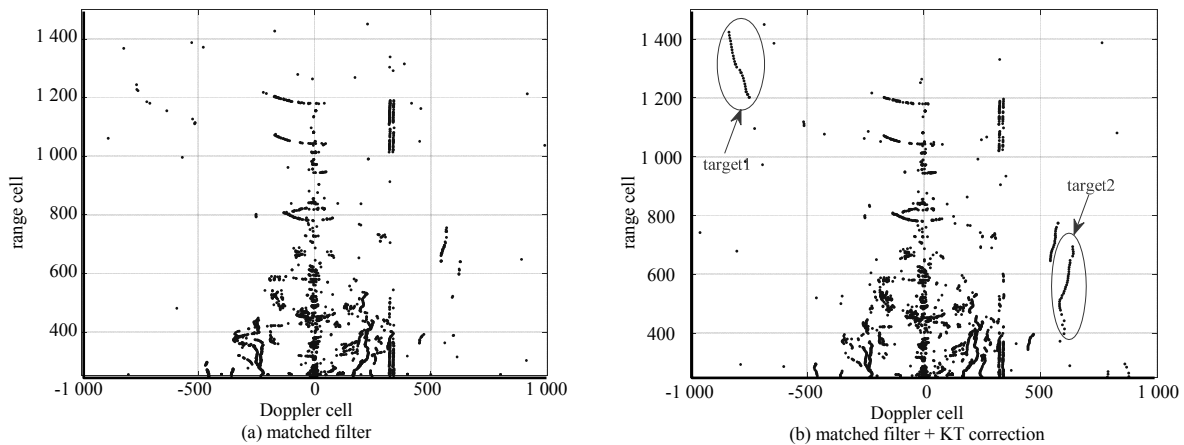 1 400
1 200
1 000
800
600
400
range cell
-1 000
-500
0
500
1 000
Doppler cell
(a) matched filter
1 400
1 200
1 000
800
600
400
range cell
target1
target2
-1 000
-500
0
500
1 000
Doppler cell
(b) matched filter + KT correction